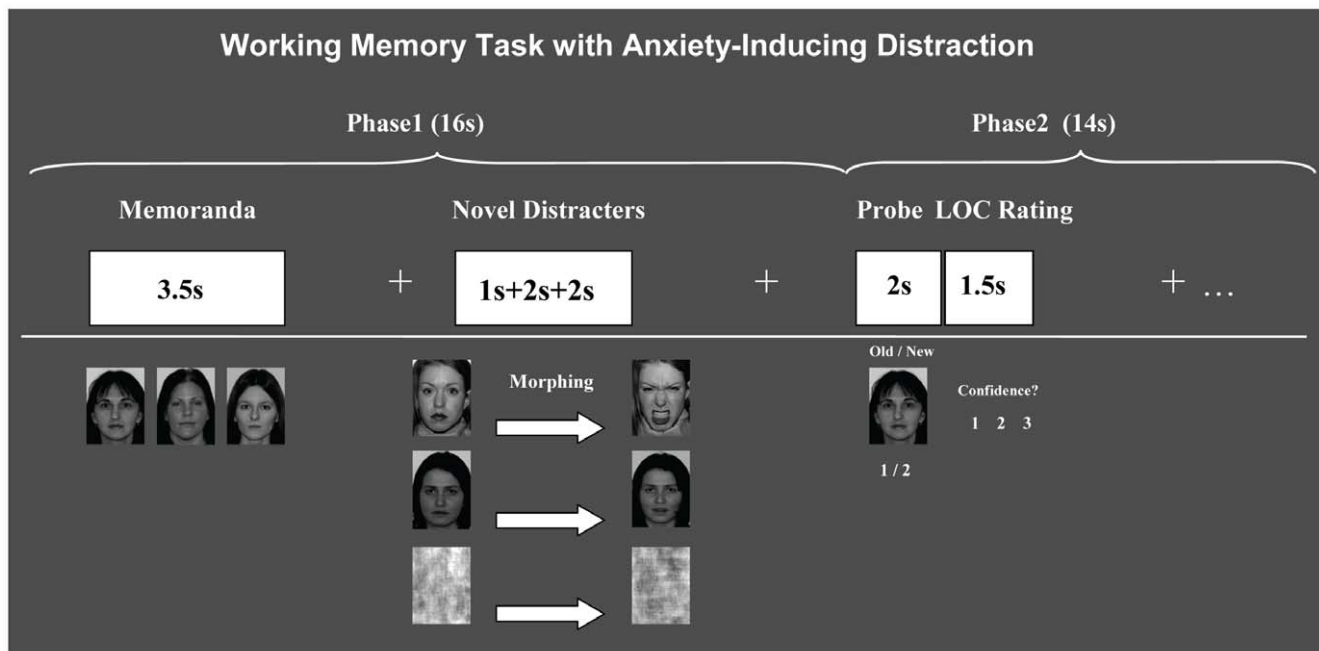 Working Memory Task with Anxiety-Inducing Distraction
Phase1 (16s) Phase2 (14s)
Memoranda Novel Distracters Probe LOC Rating
3.5s + 1s+2s+2s + 2s 1.5s + ...
Old / New
Morphing Confidence?
1 2 3
1 / 2